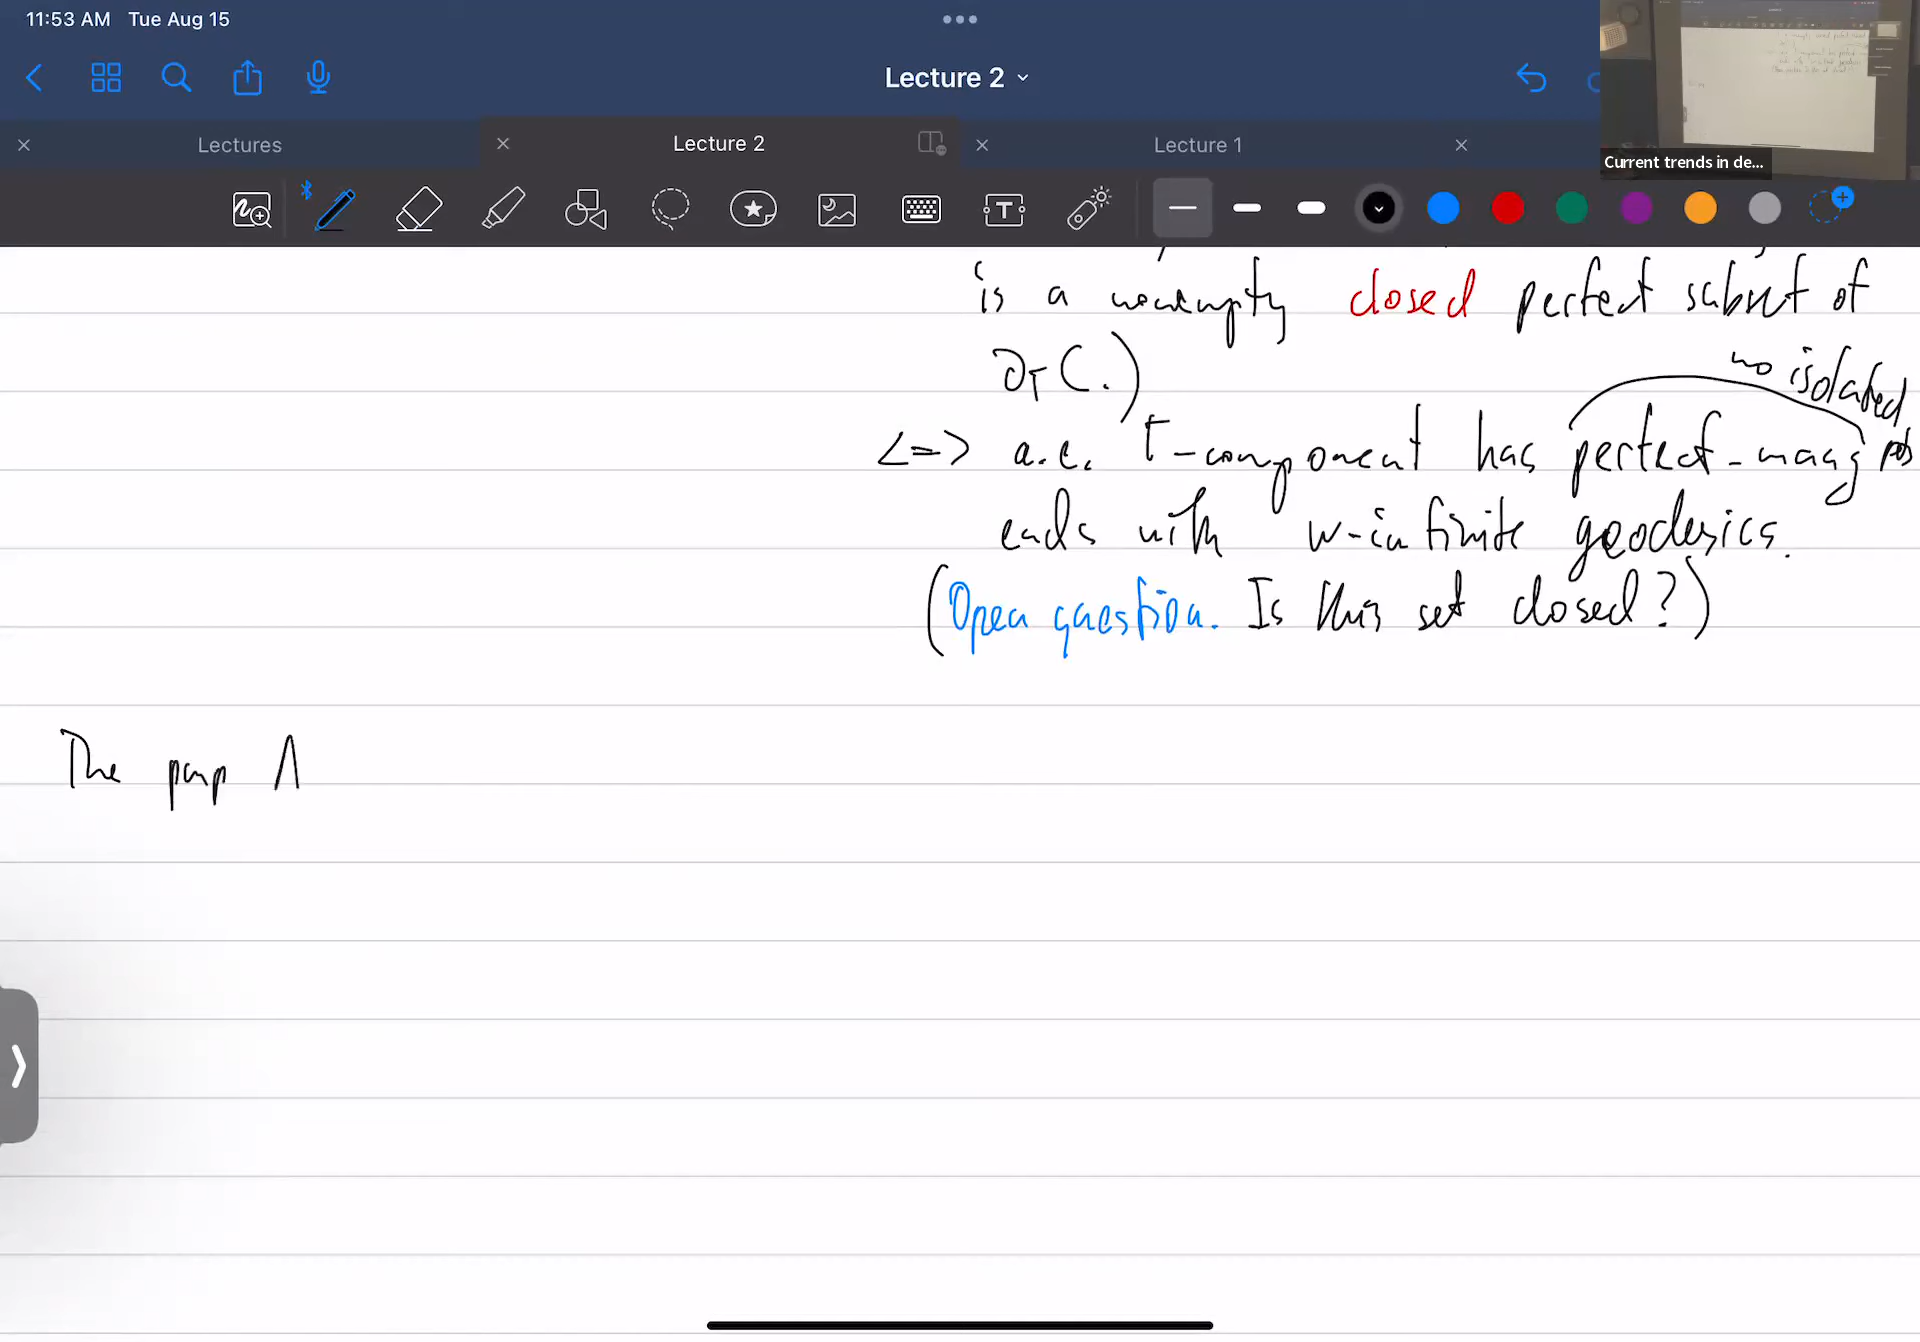 11:53 AM Tue Aug 15
Lecture 2
Lectures
Lecture 2
Lecture 1
Current trends in de...
is a nonempty closed perfect subset of
∂T C.)
no isolated
<=> a.e. T-component has perfect-many pts
ends with w-infinite geodesics.
(Open question. Is this set closed?)
The pmp